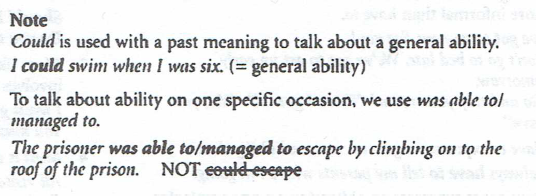 Note
Could is used with a past meaning to talk about a general ability.
I could swim when I was six. (= general ability)
To talk about ability on one specific occasion, we use was able to/
managed to.
The prisoner was able to/managed to escape by climbing on to the
roof of the prison. NOT could escape